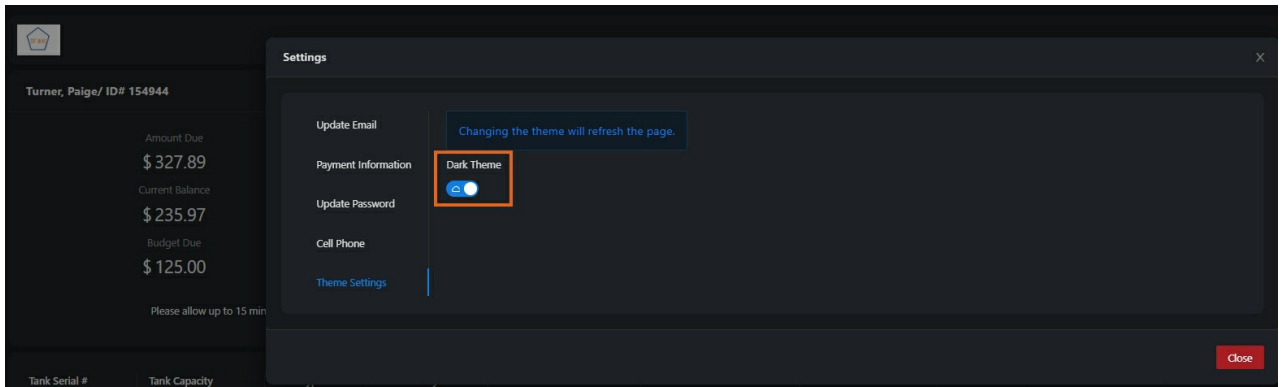 Settings
X
Turner, Paige/ ID# 154944
Amount Due
$ 327.89
Current Balance
$ 235.97
Budget Due
$ 125.00
Please allow up to 15 min
Tank Serial #
Tank Capacity
Update Email
Payment Information
Update Password
Cell Phone
Theme Settings
Changing the theme will refresh the page.
Dark Theme
Close